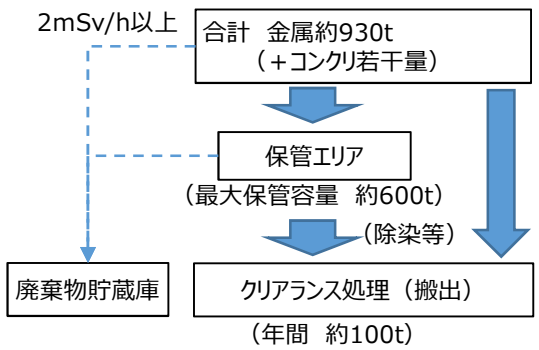 2mSv/h以上
合計 金属約930t
（＋コンクリ若干量）
保管エリア
（最大保管容量 約600t）
（除染等）
廃棄物貯蔵庫
クリアランス処理（搬出）
（年間 約100t）